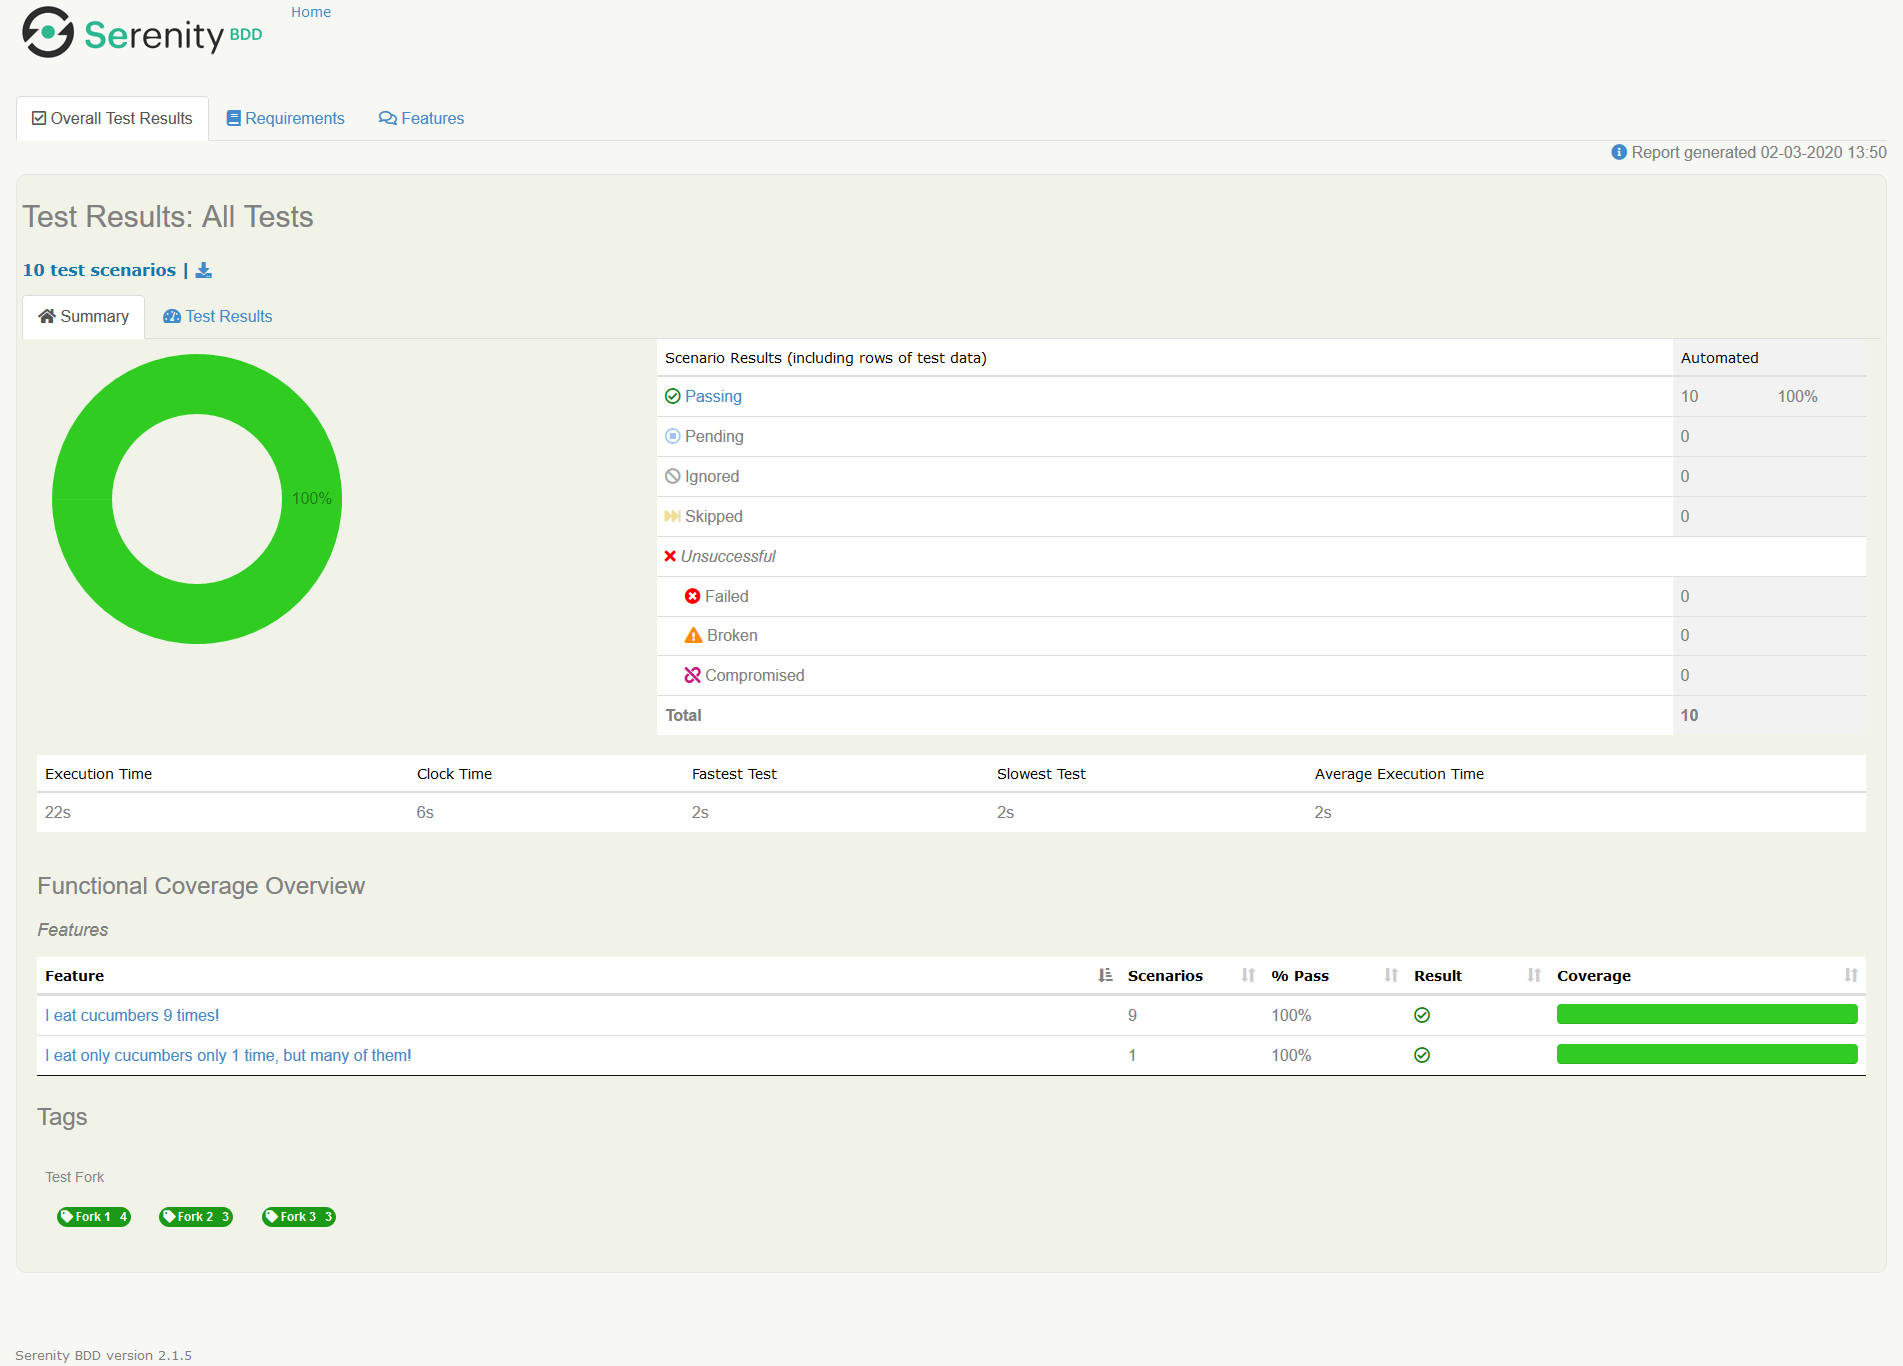 Serenity BDD
Home
Overall Test Results Requirements Features
Report generated 02-03-2020 13:50
Test Results: All Tests
10 test scenarios |
Summary Test Results
100%
Scenario Results (including rows of test data) Automated
Passing 10 100%
Pending 0
Ignored 0
Skipped 0
Unsuccessful
Failed 0
Broken 0
Compromised 0
Total 10
Execution Time Clock Time Fastest Test Slowest Test Average Execution Time
22s 6s 2s 2s 2s
Functional Coverage Overview
Features
Feature Scenarios % Pass Result Coverage
I eat cucumbers 9 times! 9 100%
I eat only cucumbers only 1 time, but many of them! 1 100%
Tags
Test Fork
Fork 1 4 Fork 2 3 Fork 3 3
Serenity BDD version 2.1.5